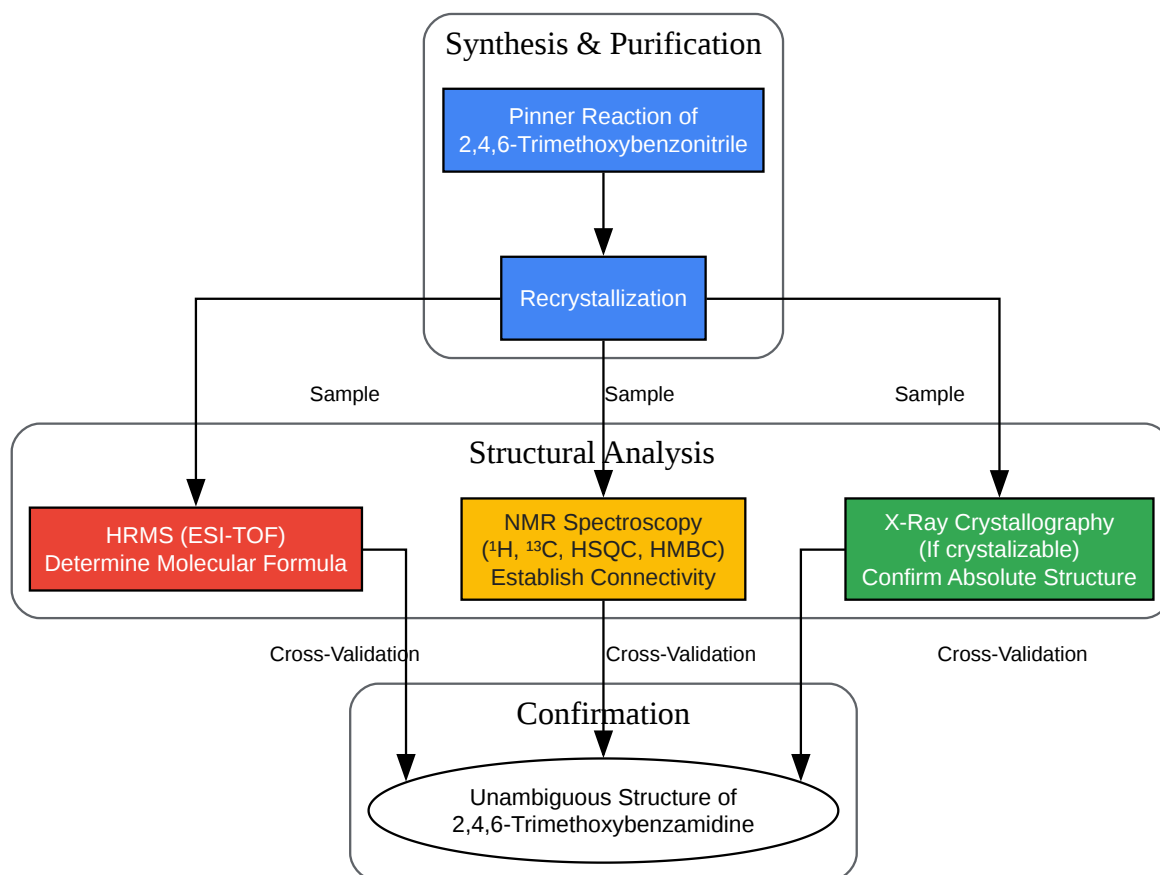 Synthesis & Purification
Pinner Reaction of
2,4,6-Trimethoxybenzonitrile
Recrystallization
Sample
Sample
Sample
Structural Analysis
HRMS (ESI-TOF)
Determine Molecular Formula
NMR Spectroscopy
(¹H, ¹³C, HSQC, HMBC)
Establish Connectivity
X-Ray Crystallography
(If crystalizable)
Confirm Absolute Structure
Cross-Validation
Cross-Validation
Cross-Validation
Confirmation
Unambiguous Structure of
2,4,6-Trimethoxybenzamidine